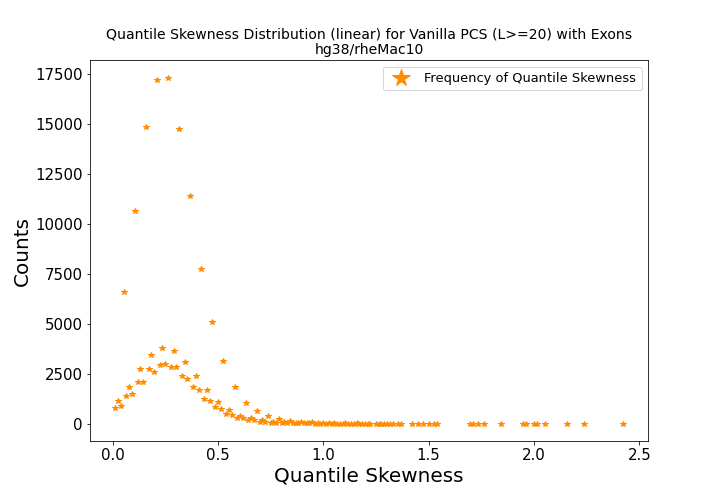 Quantile Skewness Distribution (linear) for Vanilla PCS (L>=20) with Exons
hg38/rheMac10
Frequency of Quantile Skewness
17500
15000
12500
10000
7500
5000
2500
0
Counts
0.0 0.5 1.0 1.5 2.0 2.5
Quantile Skewness